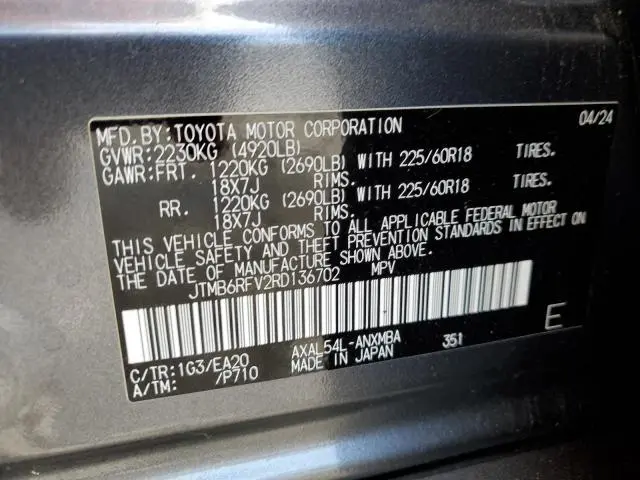 MFD. BY: TOYOTA MOTOR CORPORATION 04/24
GVWR: 2230KG (4920LB)
GAWR: FRT. 1220KG (2690LB) WITH 225/60R18 TIRES.
18X7J RIMS.
RR. 1220KG (2690LB) WITH 225/60R18 TIRES.
18X7J RIMS.
THIS VEHICLE CONFORMS TO ALL APPLICABLE FEDERAL MOTOR
VEHICLE SAFETY AND THEFT PREVENTION STANDARDS IN EFFECT ON
THE DATE OF MANUFACTURE SHOWN ABOVE.
JTMB6RFV2RD136702 MPV
E
C/TR: 1G3/EA20 AXAL54L-ANXMBA 351
A/TM: /P710 MADE IN JAPAN